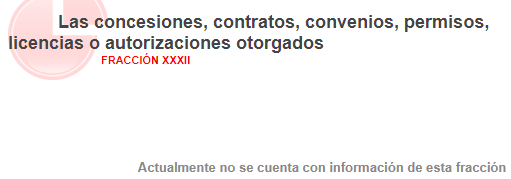 Las concesiones, contratos, convenios, permisos,
licencias o autorizaciones otorgados
FRACCIÓN XXXII
Actualmente no se cuenta con información de esta fracción